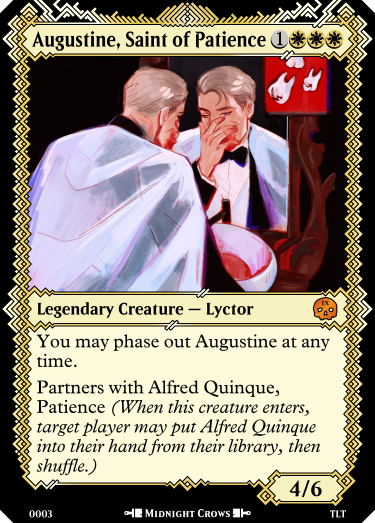 Augustine, Saint of Patience 1
Legendary Creature — Lyctor
You may phase out Augustine at any
time.
Partners with Alfred Quinque,
Patience (When this creature enters,
target player may put Alfred Quinque
into their hand from their library, then
shuffle.)
4/6
0003 Midnight Crows TLT